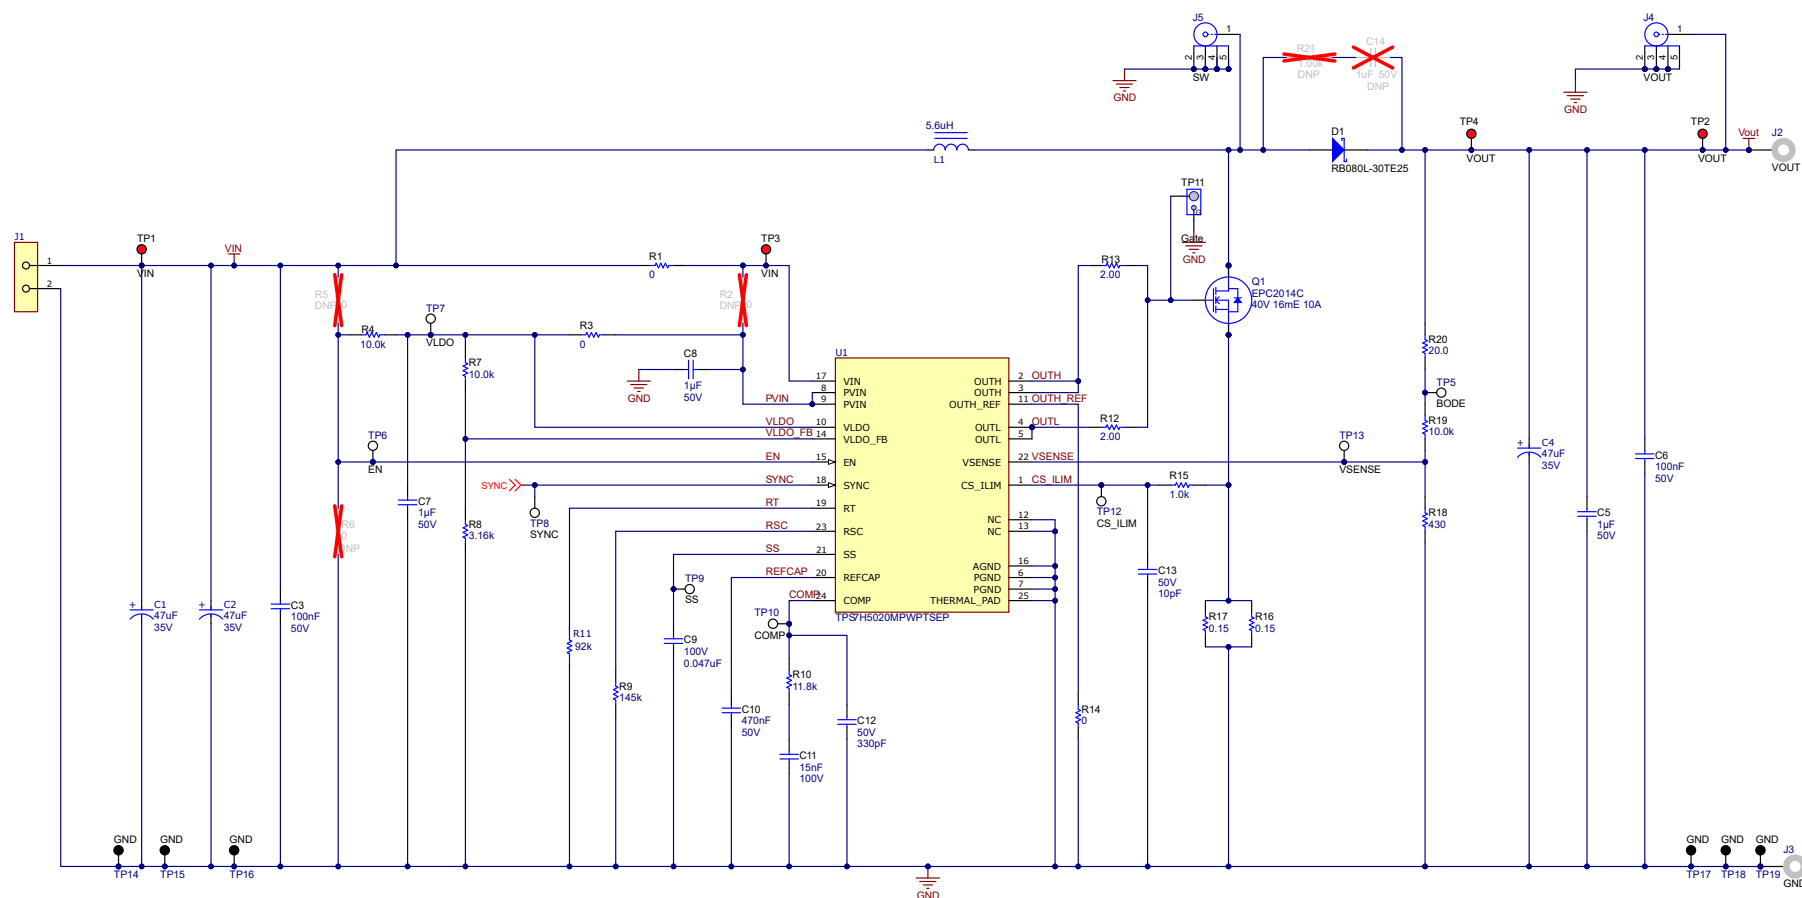 J5
1
2
3
4
5
SW
GND
R21
1.00k
DNP
C14
1uF 50V
DNP
J4
1
2
3
4
5
VOUT
GND
5.6uH
L1
D1
RB080L-30TE25
TP4
VOUT
TP2
VOUT
Vout
J2
VOUT
TP11
Gate
GND
J1
1
2
TP1
VIN
VIN
R1
0
TP3
VIN
R13
2.00
Q1
EPC2014C
40V 16mE 10A
R5
DNP
R2
DNP
R4
10.0k
TP7
VLDO
R3
0
R7
10.0k
C8
1µF
50V
GND
R20
20.0
TP5
BODE
R19
10.0k
U1
17 VIN
8 PVIN
PVIN 9 PVIN
VLDO 10 VLDO
VLDO_FB 14 VLDO_FB
EN 15 EN
SYNC 18 SYNC
RT 19 RT
RSC 23 RSC
SS 21 SS
REFCAP 20 REFCAP
COMP 24 COMP
OUTH 2 OUTH
OUTH 3
OUTH_REF 11 OUTH_REF
OUTL 4 OUTL
OUTL 5
VSENSE 22 VSENSE
CS_ILIM 1 CS_ILIM
NC 12
NC 13
AGND 16
PGND 6
PGND 7
THERMAL_PAD 25
TPS7H5020MPWPTSEP
R12
2.00
TP6
EN
TP13
VSENSE
SYNC
TP8
SYNC
R15
1.0k
TP12
CS_ILIM
R18
430
C4
47uF
35V
C6
100nF
50V
C5
1µF
50V
C7
1µF
50V
R6
0
DNP
R8
3.16k
C13
50V
10pF
TP9
SS
C1
47uF
35V
C2
47uF
35V
C3
100nF
50V
TP10
COMP
R17
0.15
R16
0.15
R11
92k
C9
100V
0.047uF
R9
145k
R10
11.8k
C10
470nF
50V
C12
50V
330pF
C11
15nF
100V
R14
0
GND
TP14
GND
TP15
GND
TP16
GND
GND
TP17
GND
TP18
GND
TP19
J3
GND